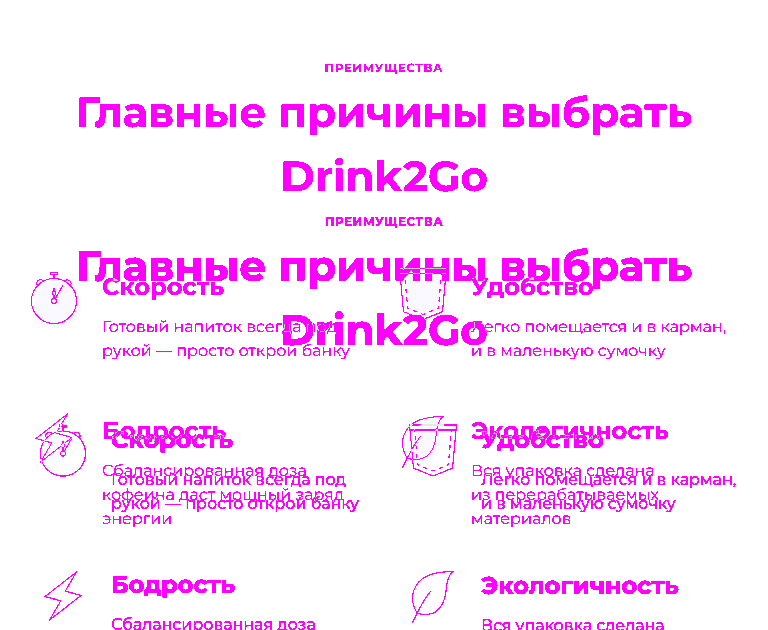 ПРЕИМУЩЕСТВА
Главные причины выбрать
Drink2Go
ПРЕИМУЩЕСТВА
Главные причины выбрать
Скорость
Удобство
Drink2Go
Готовый напиток всегда под
рукой — просто открой банку
Легко помещается и в карман,
и в маленькую сумочку
Бодрость
Экологичность
Скорость
Удобство
Сбалансированная доза
кофеина даст мощный заряд
энергии
Вся упаковка сделана
из перерабатываемых
материалов
Готовый напиток всегда под
рукой — просто открой банку
Легко помещается и в карман,
и в маленькую сумочку
Бодрость
Экологичность
Сбалансированная доза
Вся упаковка сделана